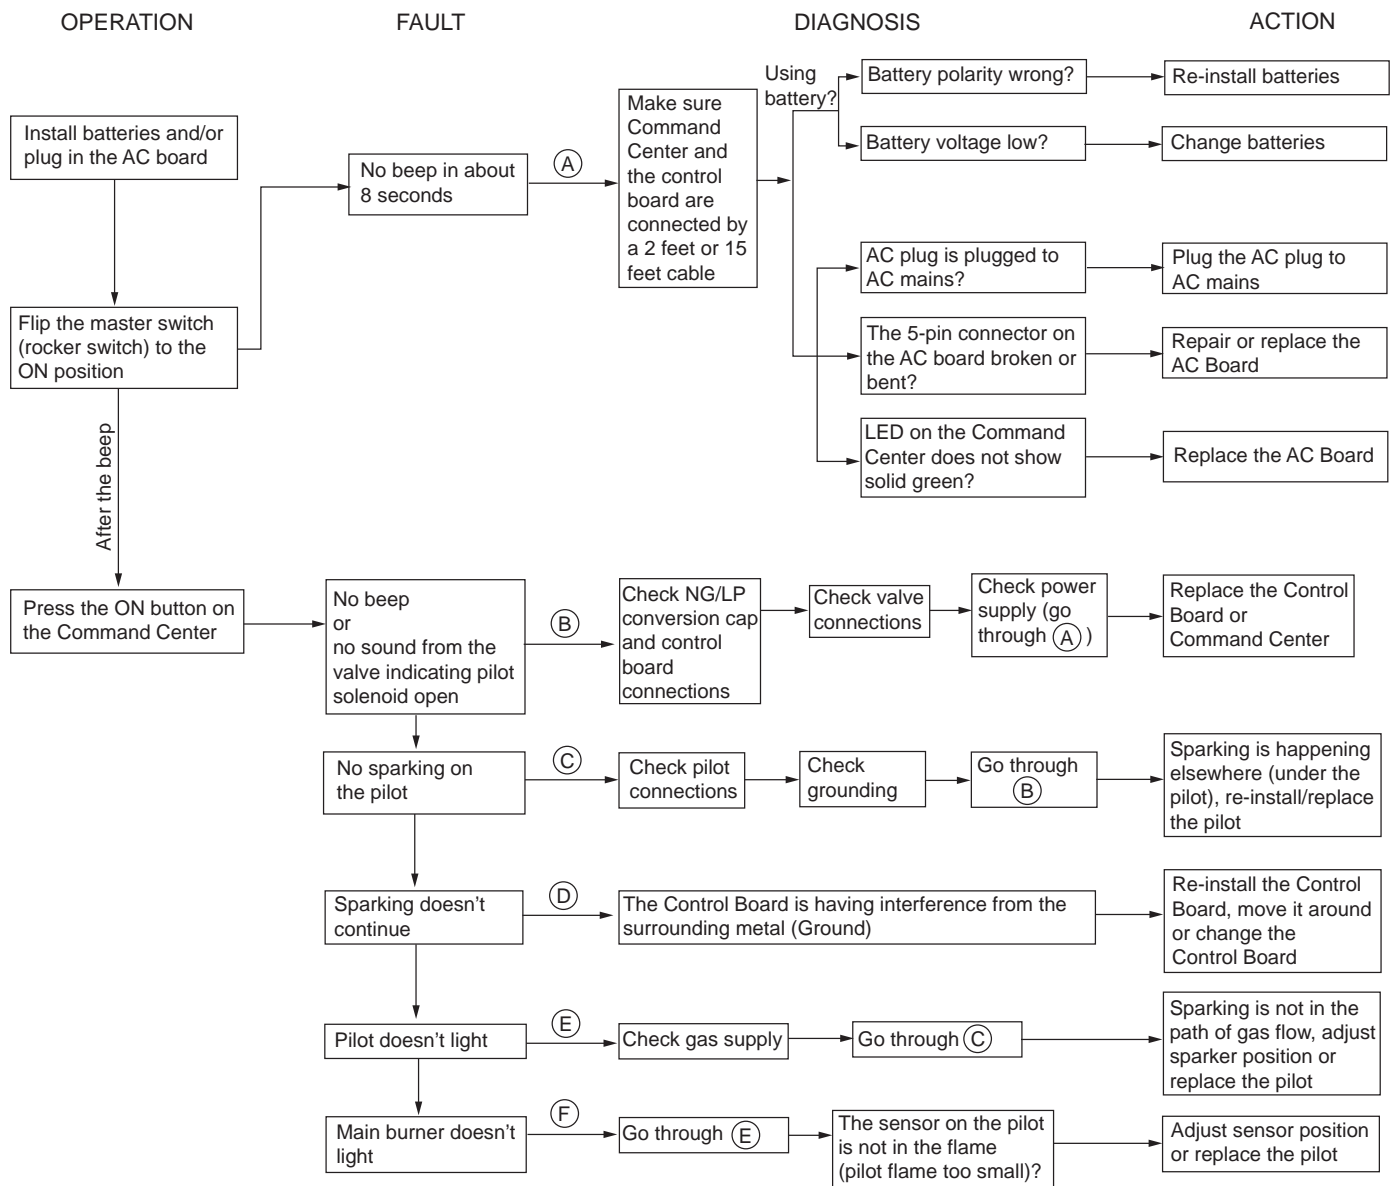 OPERATION
FAULT
DIAGNOSIS
ACTION
Install batteries and/or
plug in the AC board
Flip the master switch
(rocker switch) to the
ON position
After the beep
Press the ON button on
the Command Center
No beep in about
8 seconds
A
Make sure
Command
Center and
the control
board are
connected by
a 2 feet or 15
feet cable
Using
battery?
Battery polarity wrong?
Re-install batteries
Battery voltage low?
Change batteries
AC plug is plugged to
AC mains?
Plug the AC plug to
AC mains
The 5-pin connector on
the AC board broken or
bent?
Repair or replace the
AC Board
LED on the Command
Center does not show
solid green?
Replace the AC Board
No beep
or
no sound from the
valve indicating pilot
solenoid open
B
Check NG/LP
conversion cap
and control
board
connections
Check valve
connections
Check power
supply (go
through A )
Replace the Control
Board or
Command Center
No sparking on
the pilot
C
Check pilot
connections
Check
grounding
Go through
B
Sparking is happening
elsewhere (under the
pilot), re-install/replace
the pilot
Sparking doesn't
continue
D
The Control Board is having interference from the
surrounding metal (Ground)
Re-install the Control
Board, move it around
or change the
Control Board
Pilot doesn't light
E
Check gas supply
Go through C
Sparking is not in the
path of gas flow, adjust
sparker position or
replace the pilot
Main burner doesn't
light
F
Go through E
The sensor on the pilot
is not in the flame
(pilot flame too small)?
Adjust sensor position
or replace the pilot